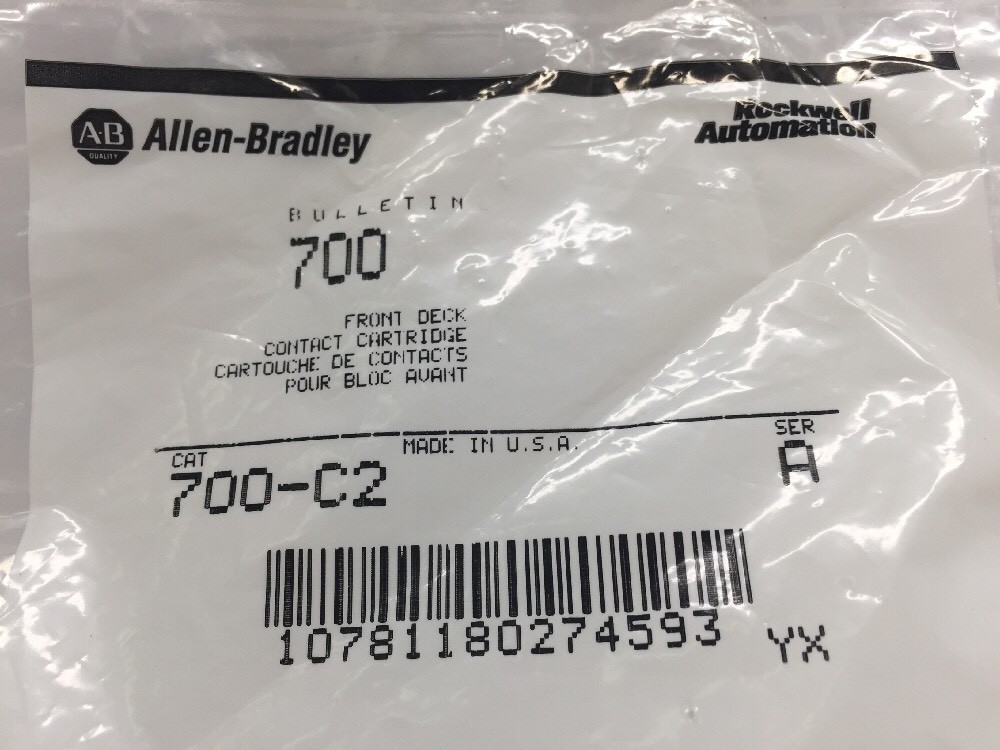 A-B
QUALITY
Allen-Bradley
Rockwell
Automation
BULLETIN
700
FRONT DECK
CONTACT CARTRIDGE
CARTOUCHE DE CONTACTS
POUR BLOC AVANT
MADE IN U.S.A.
CAT
SER
700-C2
A
10781180274593
YX